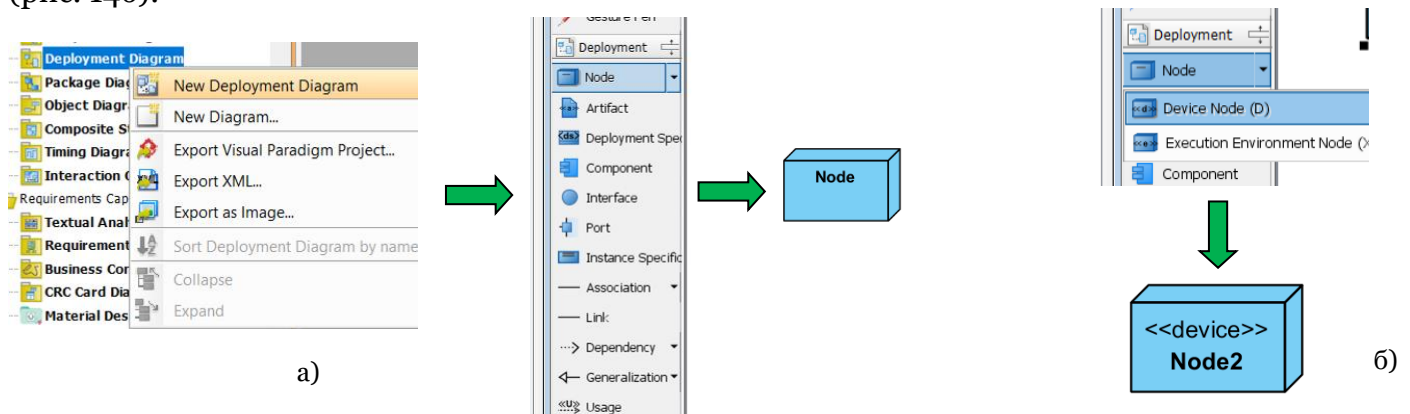 (рис. 146).
Deployment Diagram
New Deployment Diagram
New Diagram...
Export Visual Paradigm Project...
Export XML...
Export as Image...
Sort Deployment Diagram by name
Collapse
Expand
Package Diag
Object Diagr
Composite S
Timing Diagra
Interaction
Requirements Cap
Textual Anal
Requirement
Business Cor
CRC Card Dia
Material Des
а)
Gesture Pen
Deployment
Node
Artifact
Deployment Spec
Component
Interface
Port
Instance Specific
Association
Link
Dependency
Generalization
Usage
Node
Deployment
Node
Device Node (D)
Execution Environment Node (X
Component
<<device>>
Node2
б)